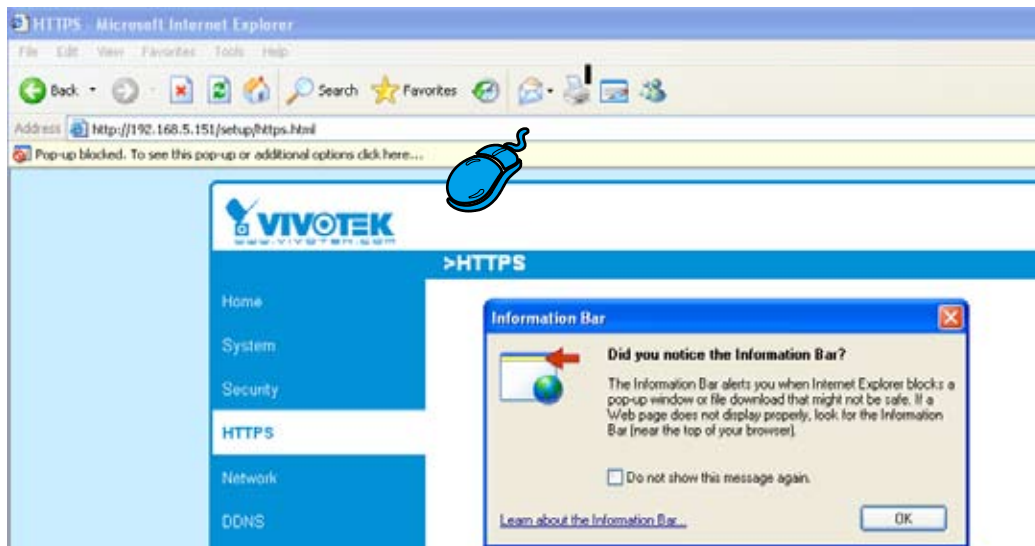 HTTPS - Microsoft Internet Explorer
File Edit View Favorites Tools Help
Back Search Favorites
Address http://192.168.5.151/setup/https.html
Pop-up blocked. To see this pop-up or additional options click here...
VIVOTEK
WWW.VIVOTEK.COM
>HTTPS
Home
System
Security
HTTPS
Network
DDNS
Information Bar
Did you notice the Information Bar?
The Information Bar alerts you when Internet Explorer blocks a
pop-up window or file download that might not be safe. If a
Web page does not display properly, look for the Information
Bar (near the top of your browser).
Do not show this message again.
Learn about the Information Bar...
OK